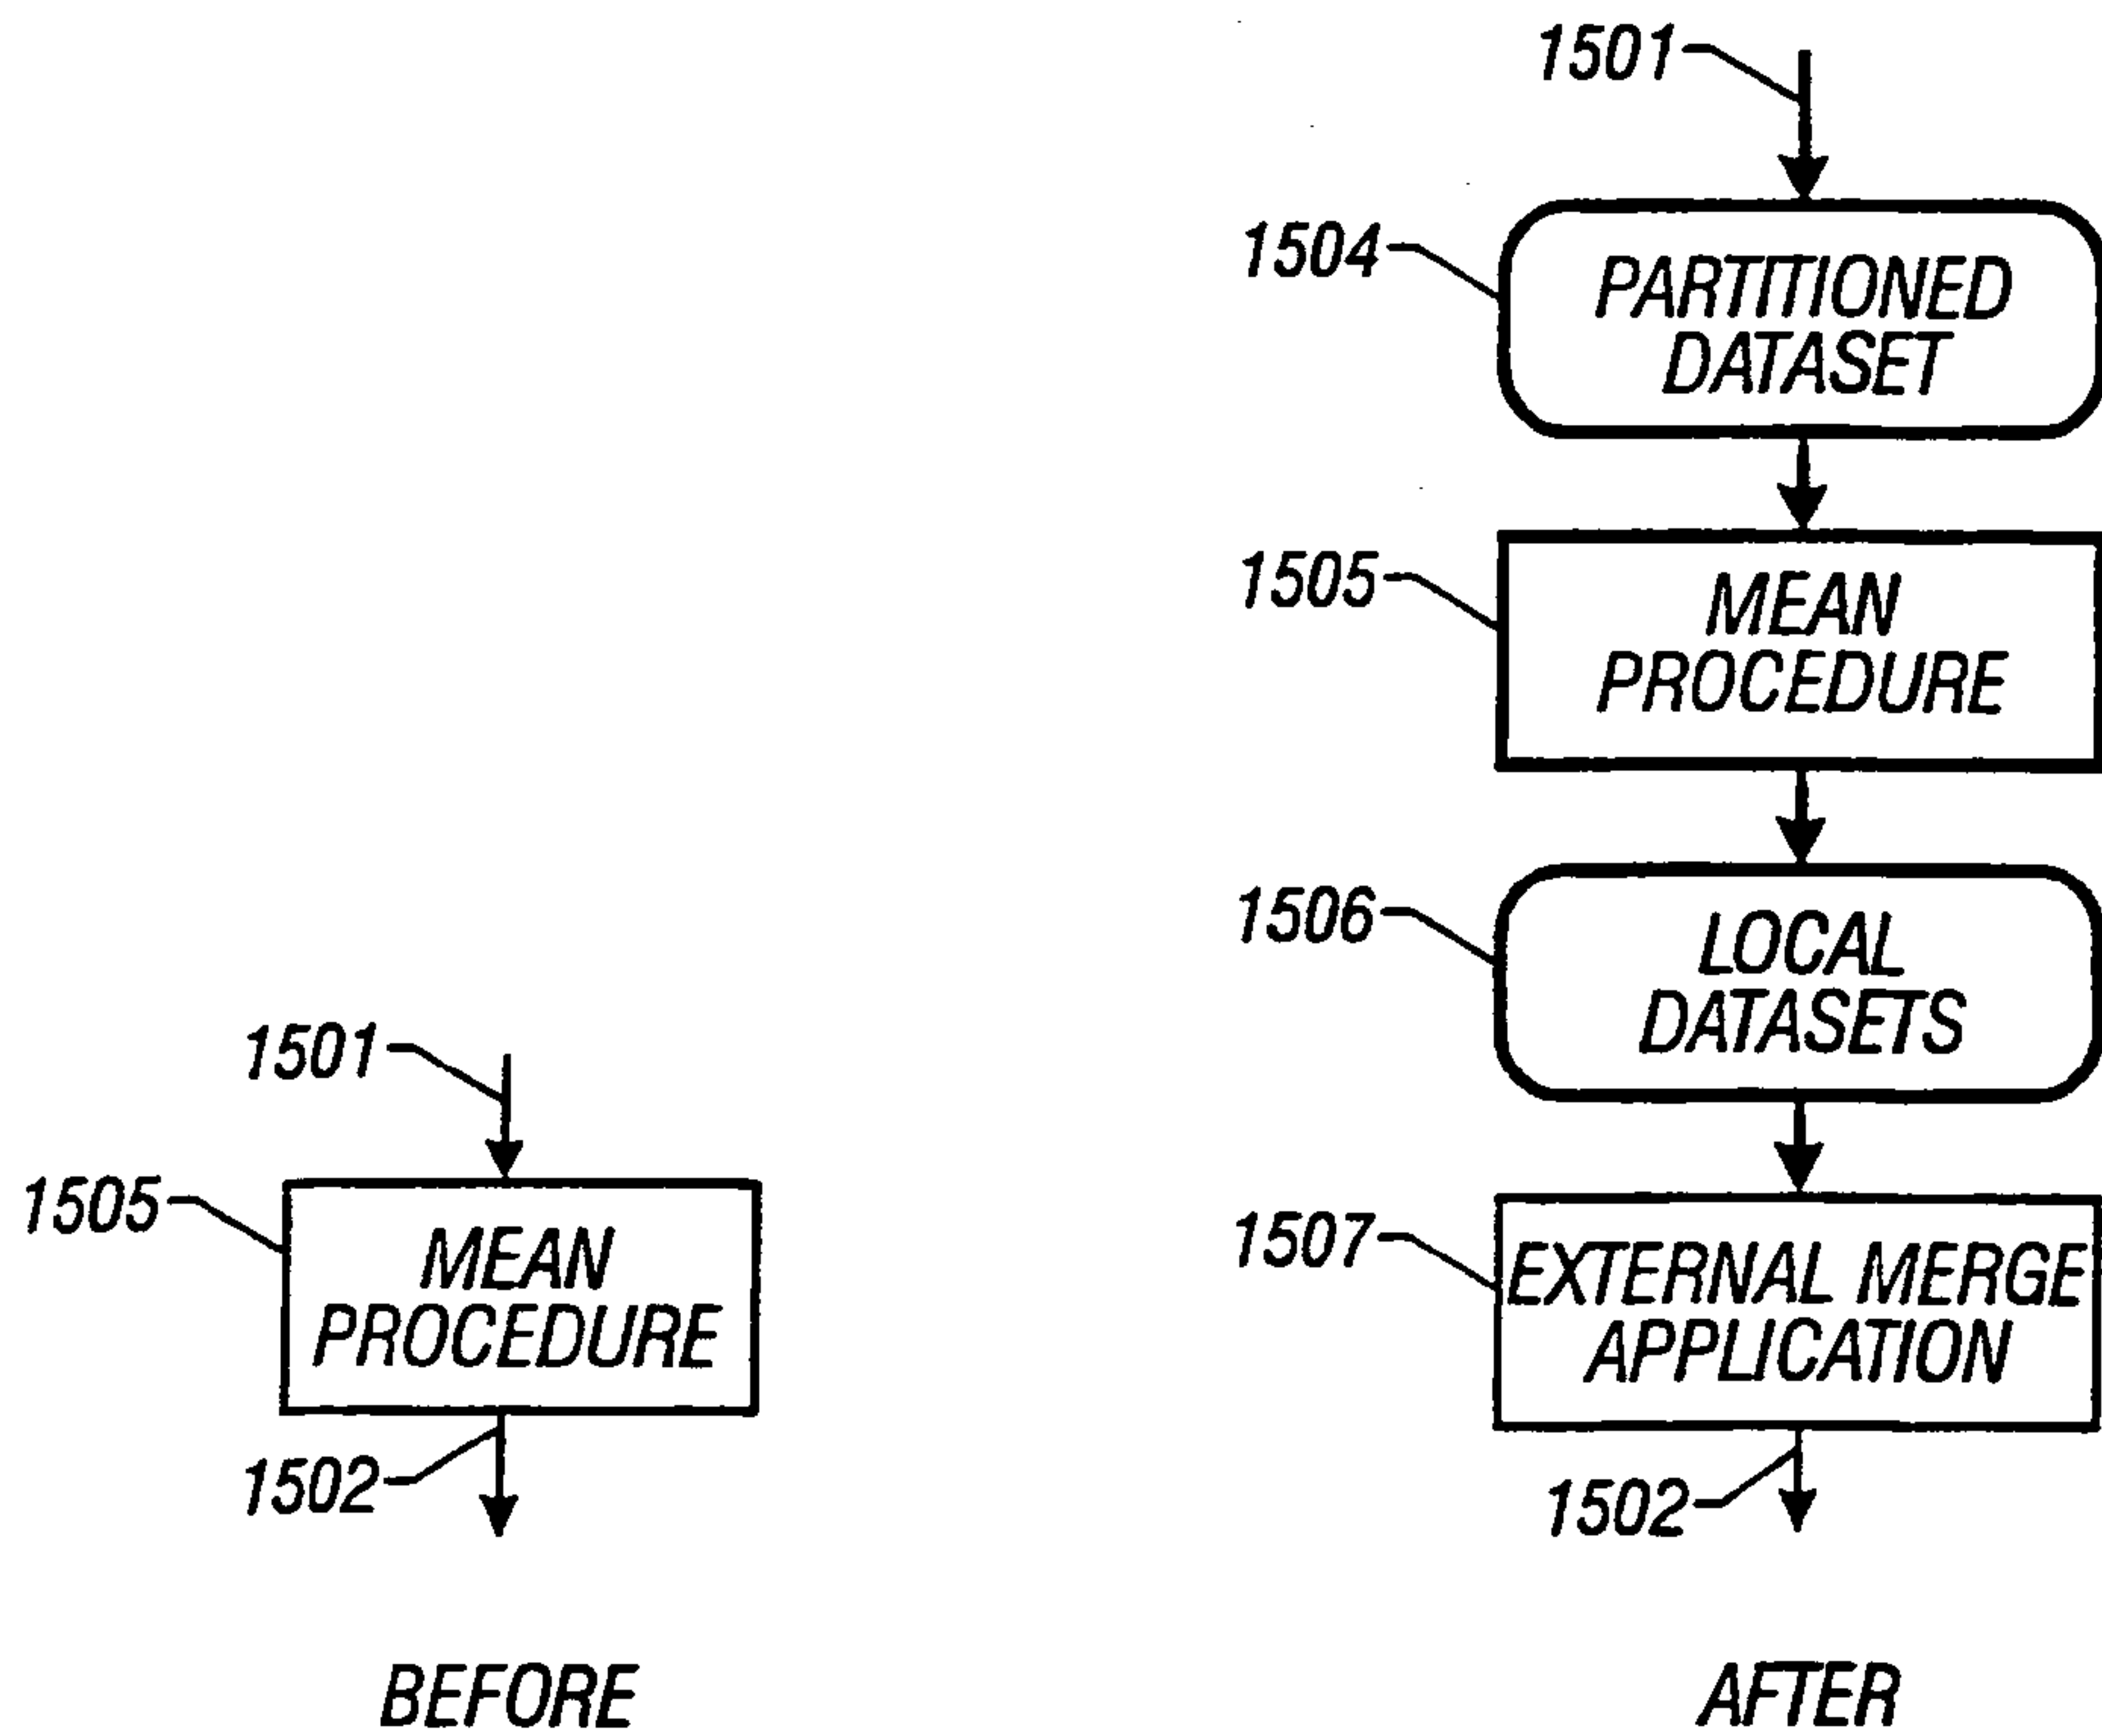 1501
1505
MEAN
PROCEDURE
1502
BEFORE
1501
1504
PARTITIONED
DATASET
1505
MEAN
PROCEDURE
1506
LOCAL
DATASETS
1507
EXTERNAL MERGE
APPLICATION
1502
AFTER